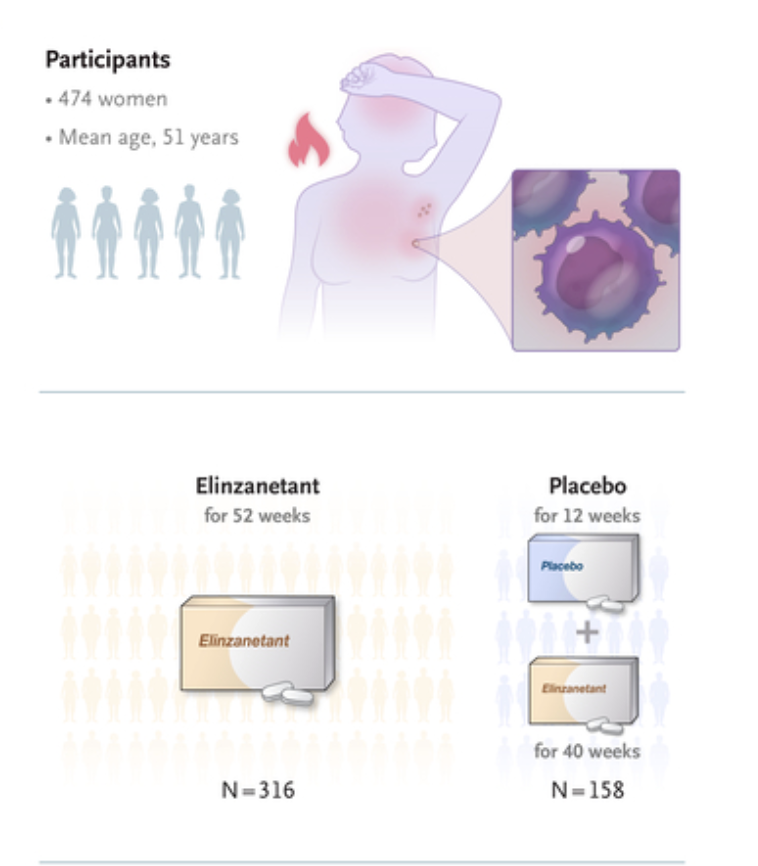 Participants
• 474 women
• Mean age, 51 years
Elinzanetant
for 52 weeks
Elinzanetant
N=316
Placebo
for 12 weeks
Placebo
+
Elinzanetant
for 40 weeks
N=158